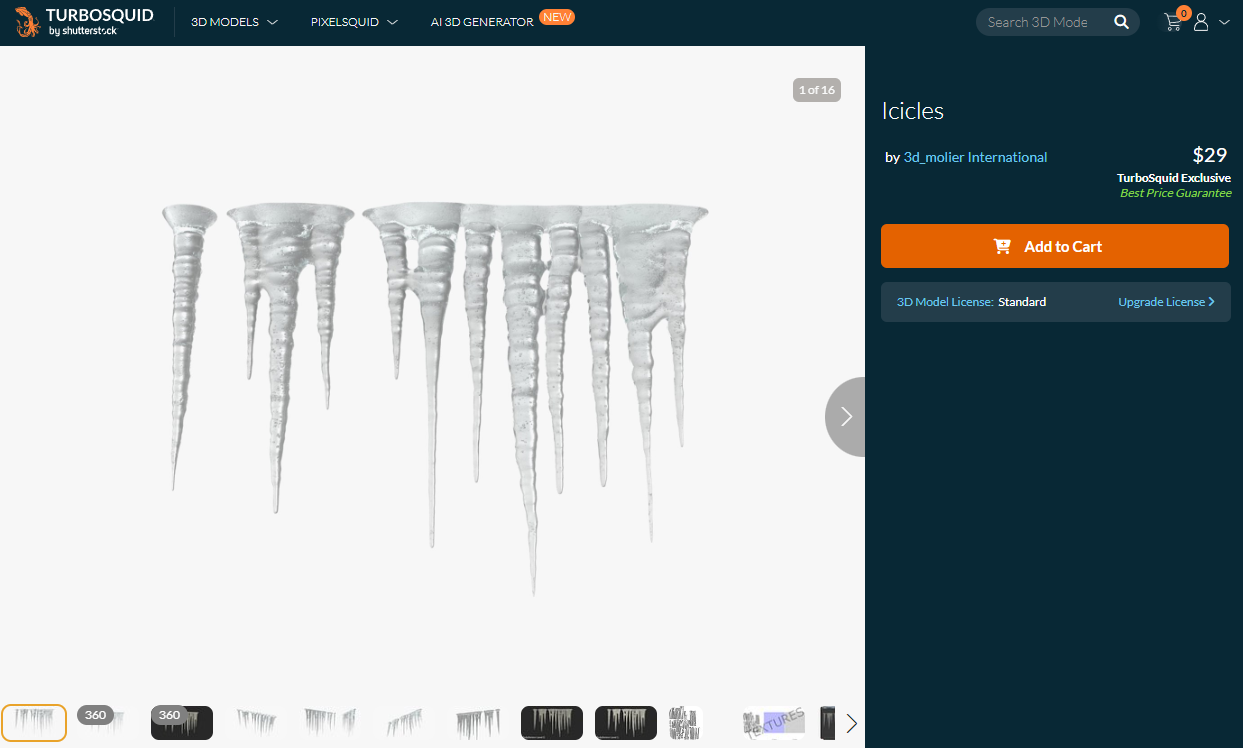 TURBOSQUID
by shutterstock
3D MODELS
PIXELSQUID
AI 3D GENERATOR
NEW
Search 3D Mode
0
1 of 16
Icicles
by 3d_molier International
$29
TurboSquid Exclusive
Best Price Guarantee
Add to Cart
3D Model License: Standard
Upgrade License
360
360
TEXTURES